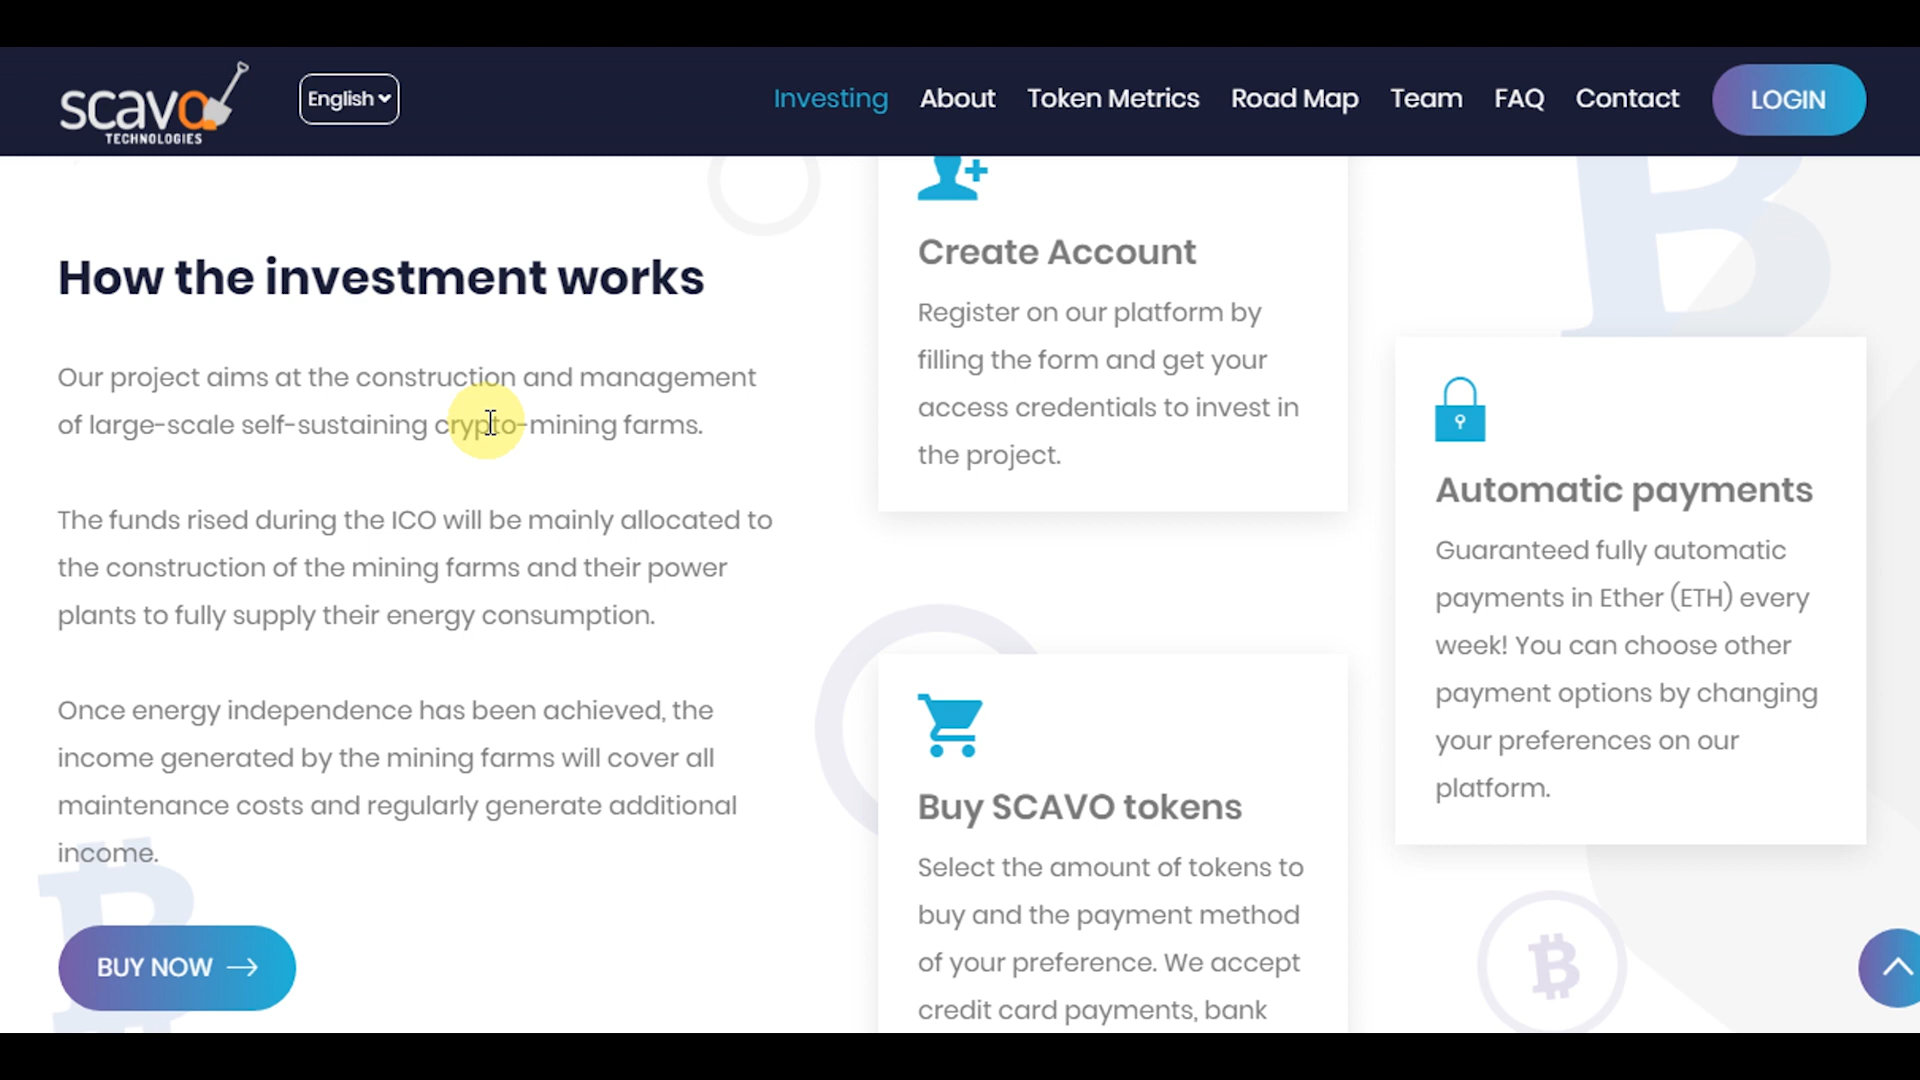 scavo
TECHNOLOGIES
English
Investing
About
Token Metrics
Road Map
Team
FAQ
Contact
LOGIN
How the investment works
Our project aims at the construction and management
of large-scale self-sustaining crypto-mining farms.
The funds rised during the ICO will be mainly allocated to
the construction of the mining farms and their power
plants to fully supply their energy consumption.
Once energy independence has been achieved, the
income generated by the mining farms will cover all
maintenance costs and regularly generate additional
income.
BUY NOW
Create Account
Register on our platform by
filling the form and get your
access credentials to invest in
the project.
Buy SCAVO tokens
Select the amount of tokens to
buy and the payment method
of your preference. We accept
credit card payments, bank
Automatic payments
Guaranteed fully automatic
payments in Ether (ETH) every
week! You can choose other
payment options by changing
your preferences on our
platform.